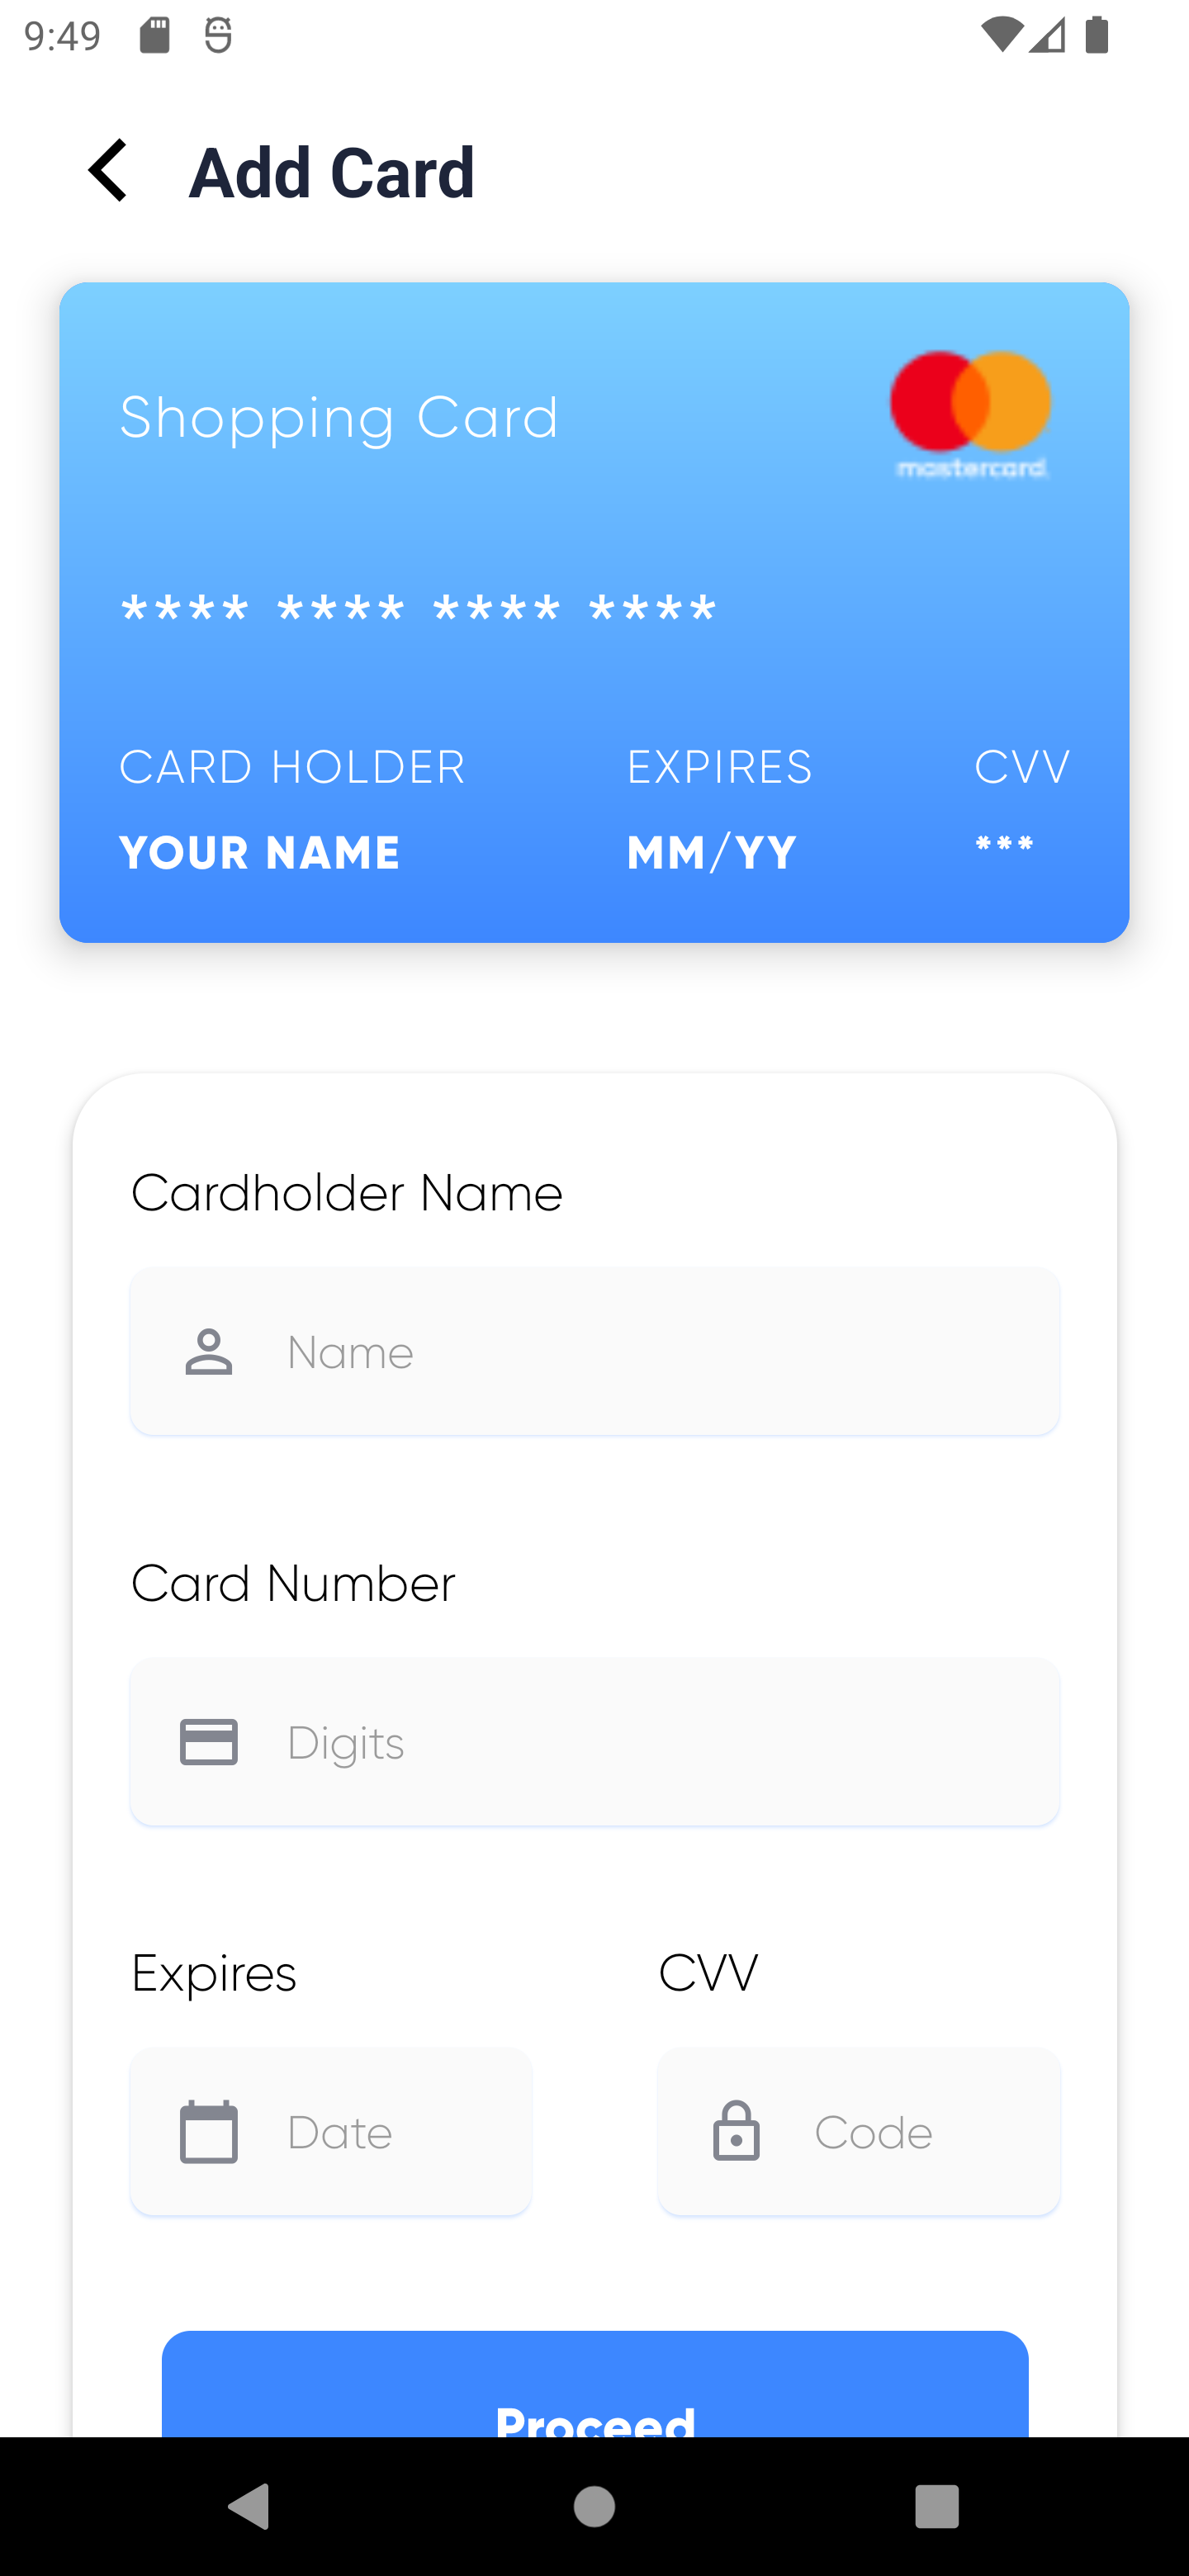 9:49
Add Card
Shopping Card
mastercard.
**** **** **** ****
CARD HOLDER EXPIRES CVV
YOUR NAME MM/YY ***
Cardholder Name
Name
Card Number
Digits
Expires CVV
Date Code
Proceed